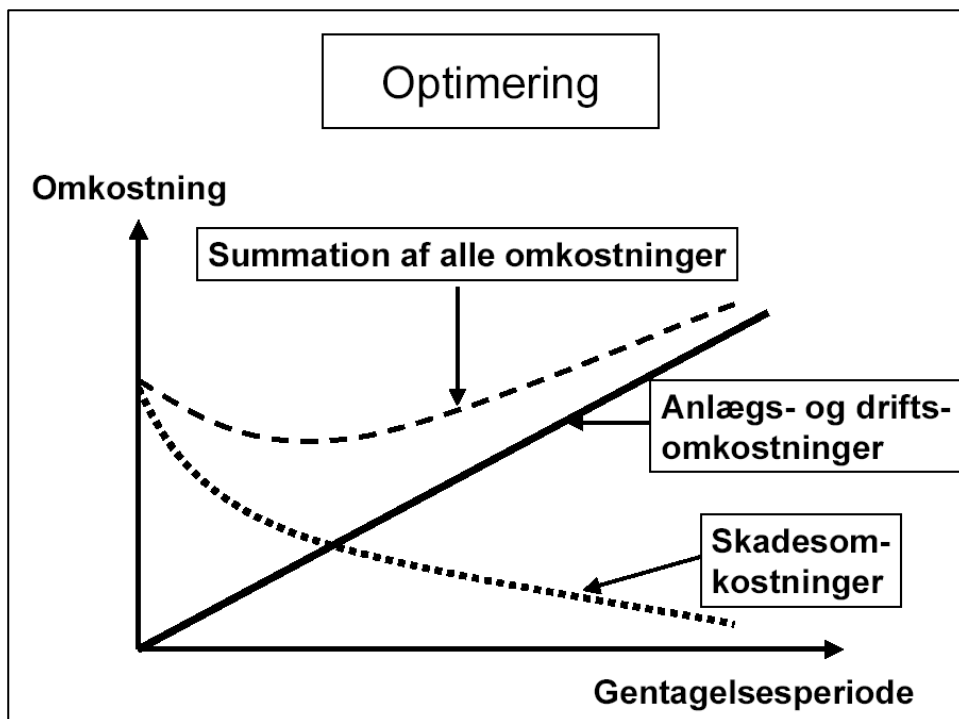 Optimering
Omkostning
Summation af alle omkostninger
Anlægs- og drifts-
omkostninger
Skadesom-
kostninger
Gentagelsesperiode